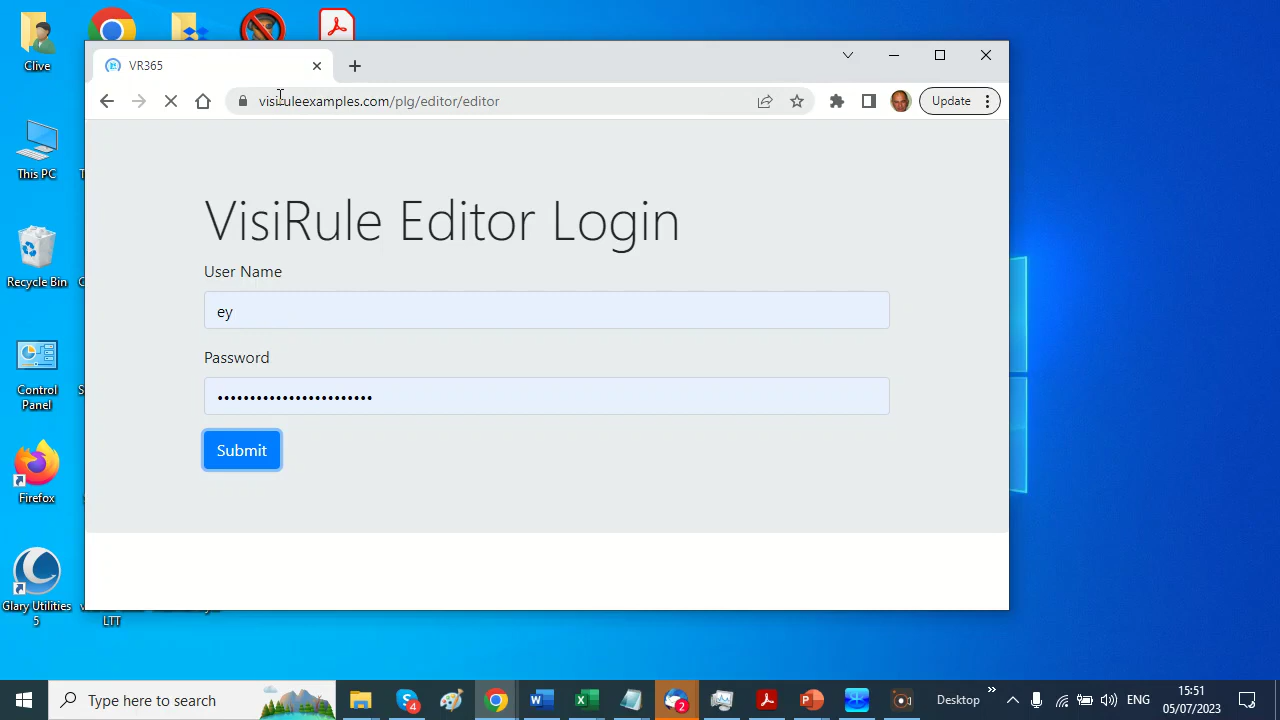 Clive
This PC
Recycle Bin
Control
Panel
Firefox
Glary Utilities
5
LTT
VR365
visiruleexamples.com/plg/editor/editor
Update
VisiRule Editor Login
User Name
ey
Password
••••••••••••••••••••••••
Submit
Type here to search
4
2
Desktop
ENG
15:51
05/07/2023